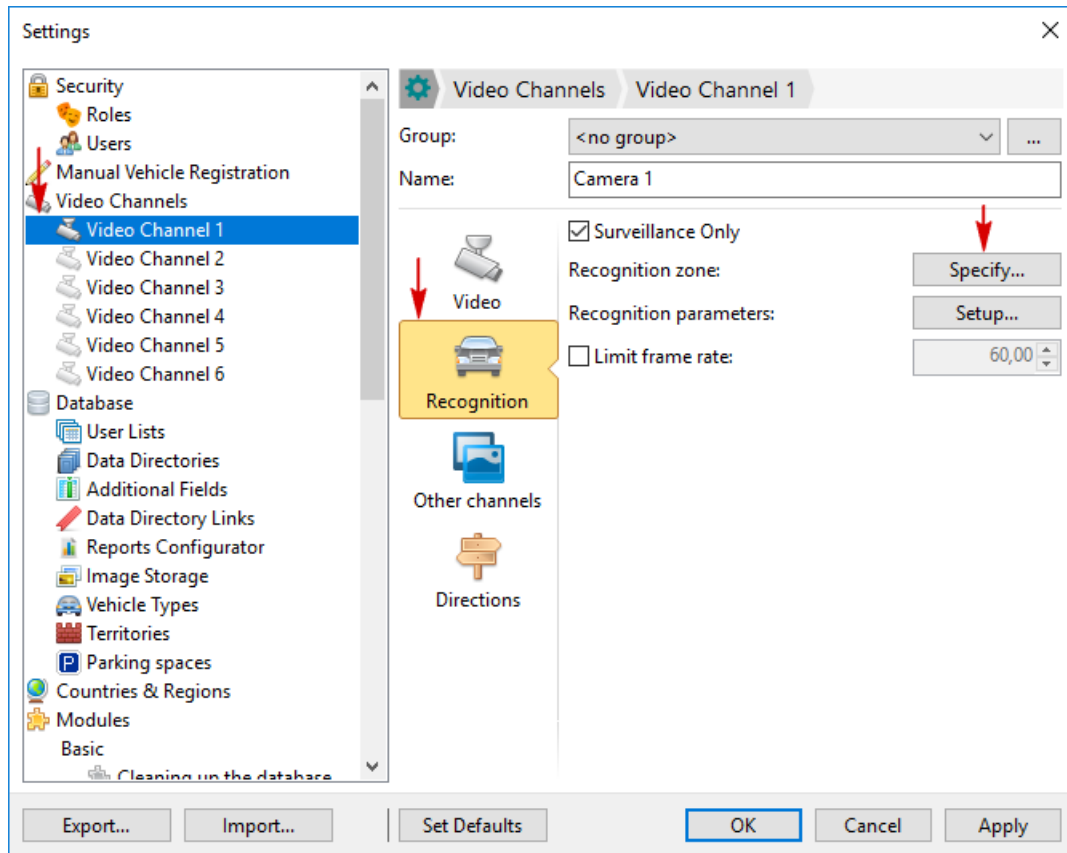 Settings
Security
Roles
Users
Manual Vehicle Registration
Video Channels
Video Channel 1
Video Channel 2
Video Channel 3
Video Channel 4
Video Channel 5
Video Channel 6
Database
User Lists
Data Directories
Additional Fields
Data Directory Links
Reports Configurator
Image Storage
Vehicle Types
Territories
Parking spaces
Countries & Regions
Modules
Basic
Cleaning up the database
Video Channels Video Channel 1
Group: <no group> ...
Name: Camera 1
Video
Recognition
Other channels
Directions
Surveillance Only
Recognition zone: Specify...
Recognition parameters: Setup...
Limit frame rate: 60,00
Export... Import... Set Defaults OK Cancel Apply